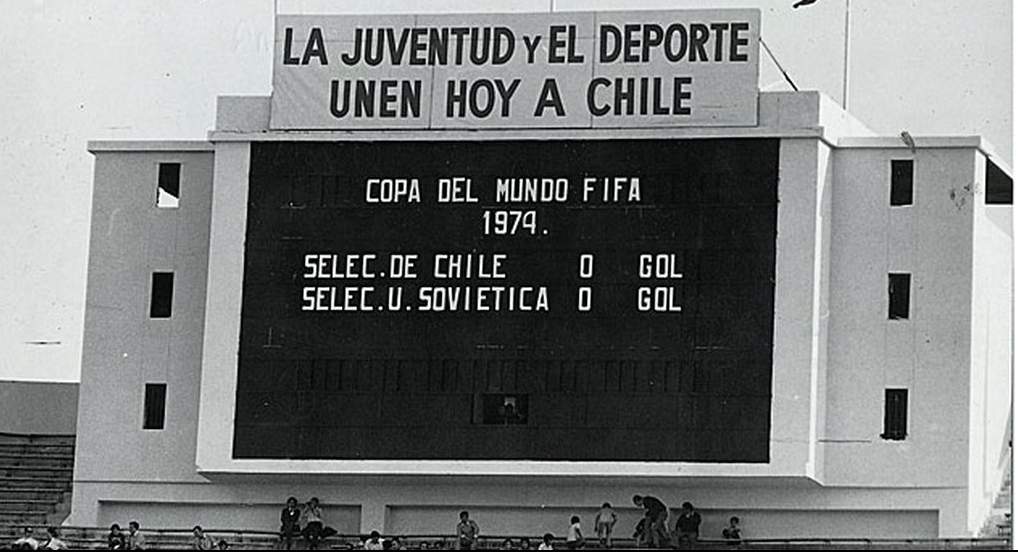 LA JUVENTUD Y EL DEPORTE
UNEN HOY A CHILE
COPA DEL MUNDO FIFA
1974.
SELEC.DE CHILE 0 GOL
SELEC.U.SOVIETICA 0 GOL